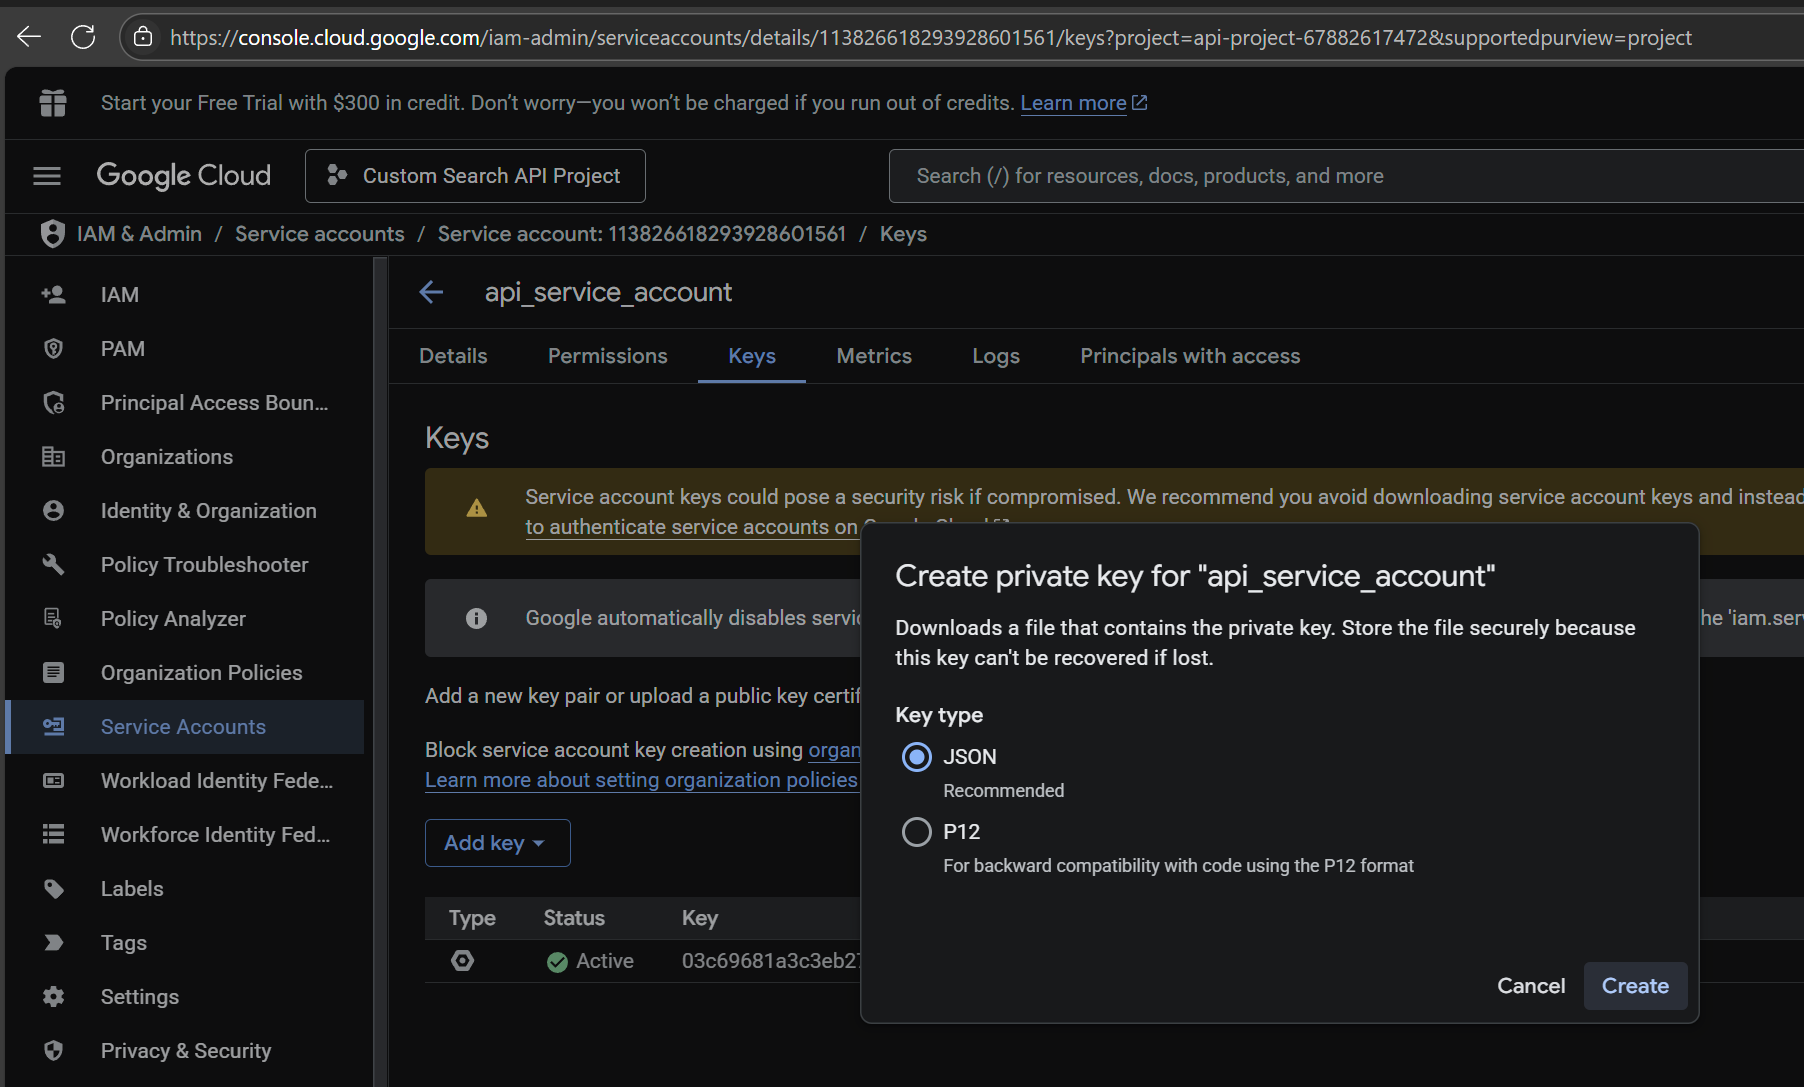 https://console.cloud.google.com/iam-admin/serviceaccounts/details/113826618293928601561/keys?project=api-project-67882617472&supportedpurview=project
Start your Free Trial with $300 in credit. Don’t worry—you won’t be charged if you run out of credits. Learn more
Google Cloud
Custom Search API Project
Search (/) for resources, docs, products, and more
IAM & Admin / Service accounts / Service account: 113826618293928601561 / Keys
IAM
PAM
Principal Access Boun...
Organizations
Identity & Organization
Policy Troubleshooter
Policy Analyzer
Organization Policies
Service Accounts
Workload Identity Fede...
Workforce Identity Fed...
Labels
Tags
Settings
Privacy & Security
api_service_account
Details Permissions Keys Metrics Logs Principals with access
Keys
Service account keys could pose a security risk if compromised. We recommend you avoid downloading service account keys and instead
to authenticate service accounts on
Google automatically disables servic
he 'iam.serv
Add a new key pair or upload a public key certif
Block service account key creation using organ
Learn more about setting organization policies
Add key
Type Status Key
Active 03c69681a3c3eb27
Create private key for "api_service_account"
Downloads a file that contains the private key. Store the file securely because
this key can't be recovered if lost.
Key type
JSON
Recommended
P12
For backward compatibility with code using the P12 format
Cancel Create